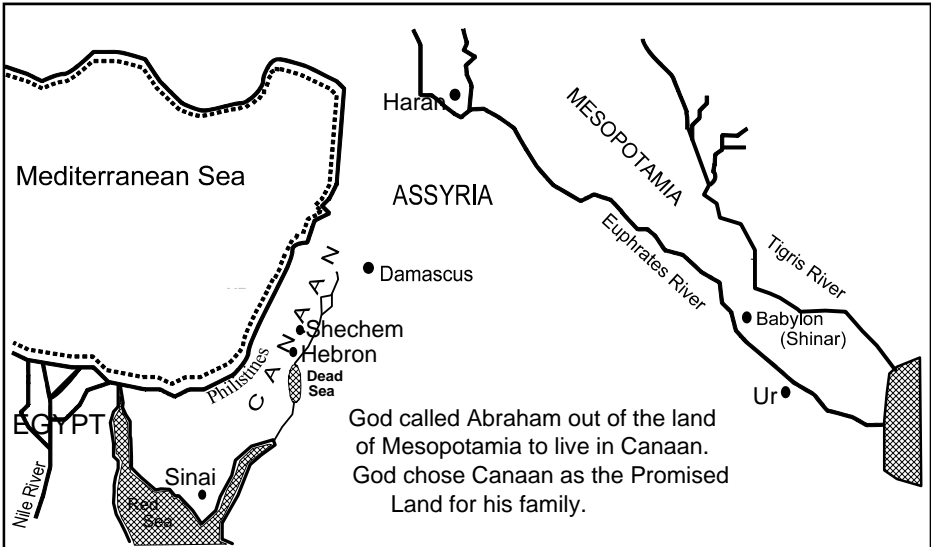 Haran
MESOPOTAMIA
Mediterranean Sea
ASSYRIA
Euphrates River
Tigris River
Damascus
CANAAN
Shechem
Hebron
Philistines
Dead
Sea
Babylon
(Shinar)
Ur
EGYPT
Nile River
Sinai
Red
Sea
God called Abraham out of the land
of Mesopotamia to live in Canaan.
God chose Canaan as the Promised
Land for his family.